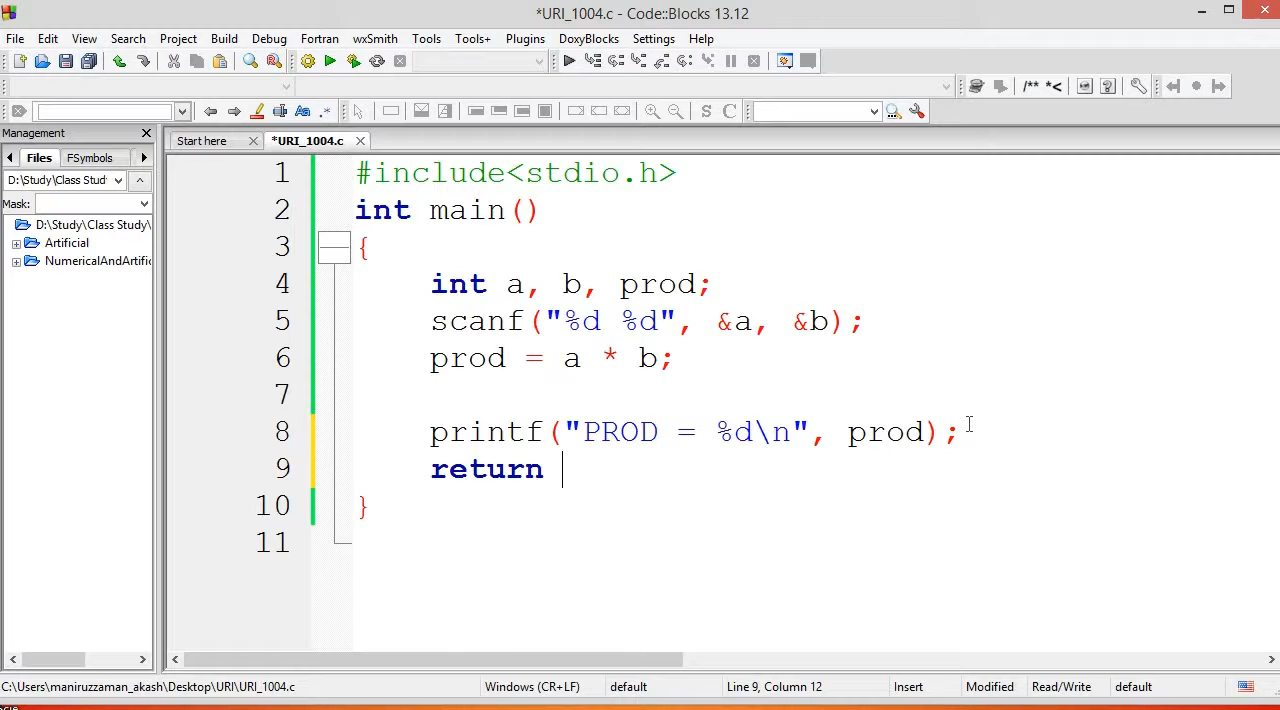 *URI_1004.c - Code::Blocks 13.12
File Edit View Search Project Build Debug Fortran wxSmith Tools Tools+ Plugins DoxyBlocks Settings Help
/** *<
S C
Management
Start here *URI_1004.c
Files FSymbols
D:\Study\Class Stud
Mask:
D:\Study\Class Study\
Artificial
NumericalAndArtific
1 #include<stdio.h>
2 int main()
3 {
4 int a, b, prod;
5 scanf("%d %d", &a, &b);
6 prod = a * b;
7
8 printf("PROD = %d\n", prod);
9 return
10 }
11
C:\Users\maniruzzaman_akash\Desktop\URI\URI_1004.c Windows (CR+LF) default Line 9, Column 12 Insert Modified Read/Write default